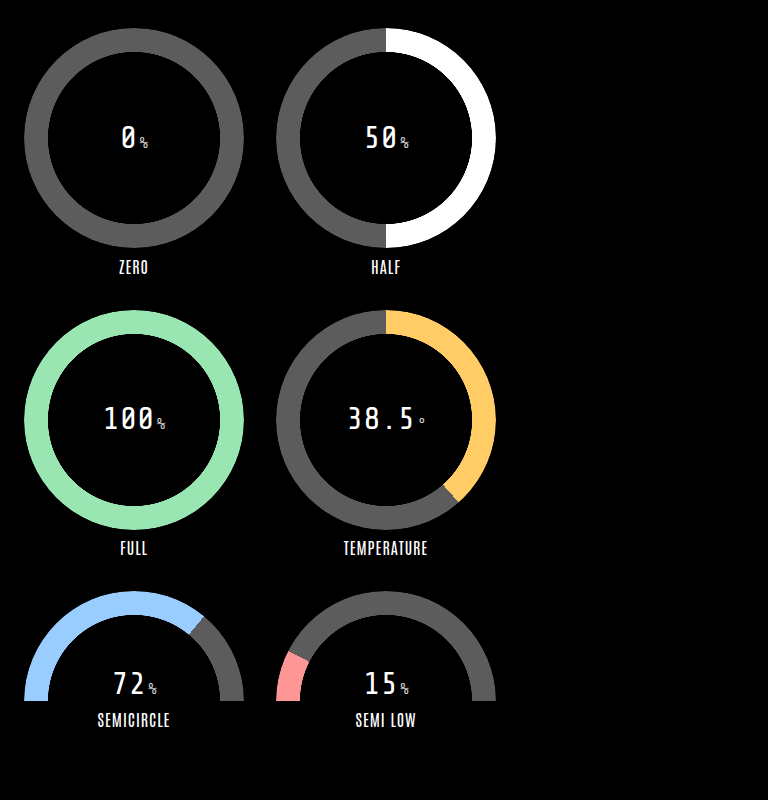 0% 50%
ZERO HALF
100% 38.5°
FULL TEMPERATURE
72% 15%
SEMICIRCLE SEMI LOW